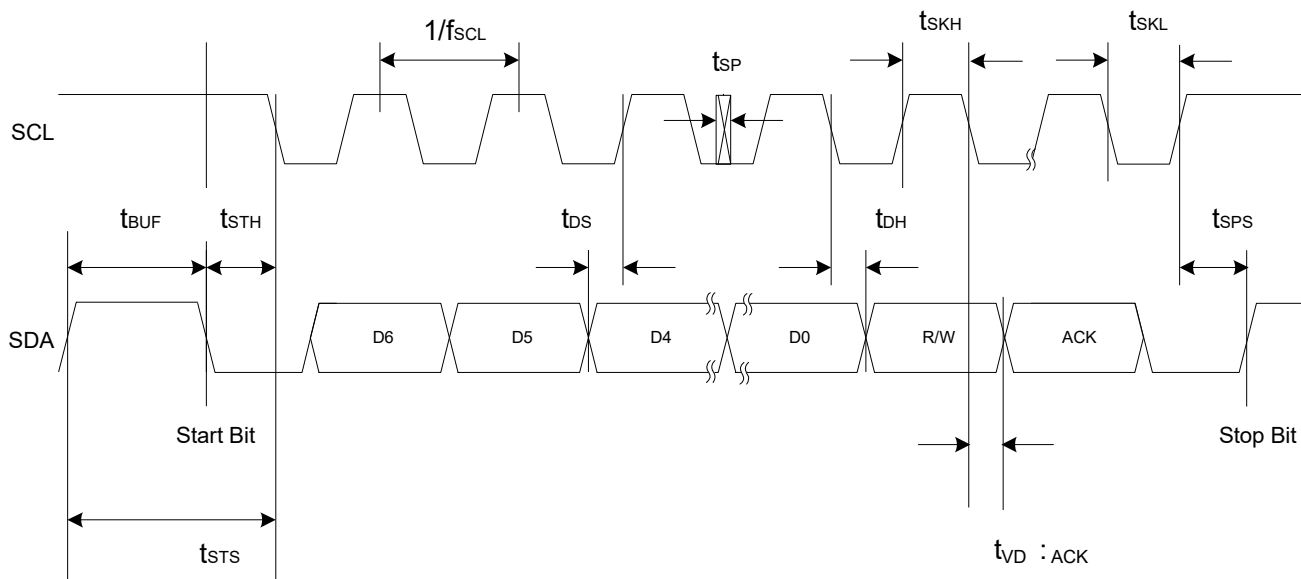 1/fSCL
tSP
tSKH
tSKL
SCL
tBUF
tSTH
tDS
tDH
tSPS
SDA
D6
D5
D4
D0
R/W
ACK
Start Bit
Stop Bit
tSTS
tVD : ACK